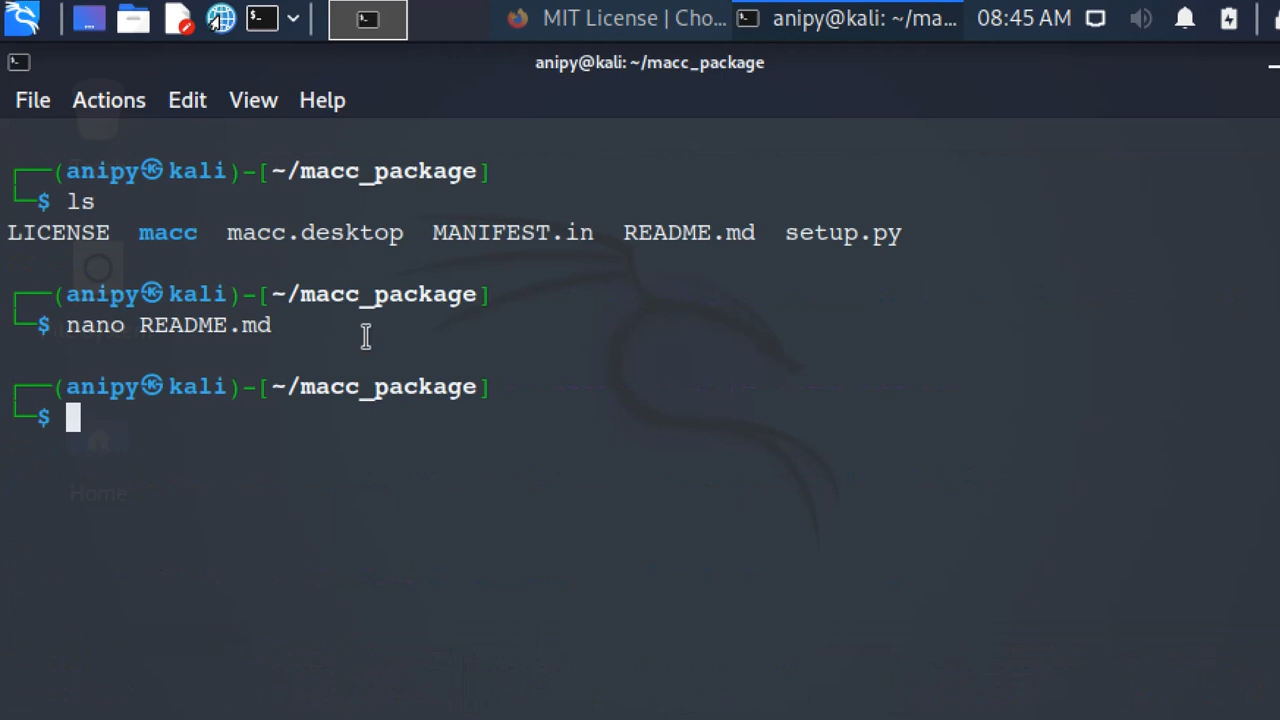 MIT License | Cho...
anipy@kali: ~/ma...
08:45 AM
anipy@kali: ~/macc_package
File Actions Edit View Help
┌──(anipy㉿kali)-[~/macc_package]
└─$ ls
LICENSE macc macc.desktop MANIFEST.in README.md setup.py
┌──(anipy㉿kali)-[~/macc_package]
└─$ nano README.md
┌──(anipy㉿kali)-[~/macc_package]
└─$
Home